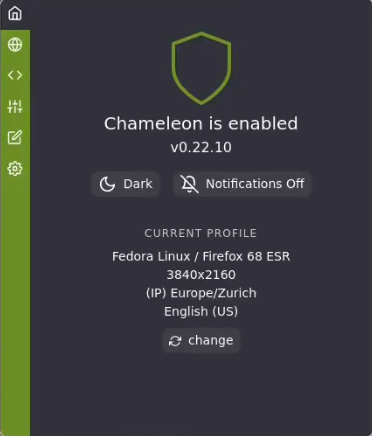 Chameleon is enabled
v0.22.10
Dark
Notifications Off
CURRENT PROFILE
Fedora Linux / Firefox 68 ESR
3840x2160
(IP) Europe/Zurich
English (US)
change